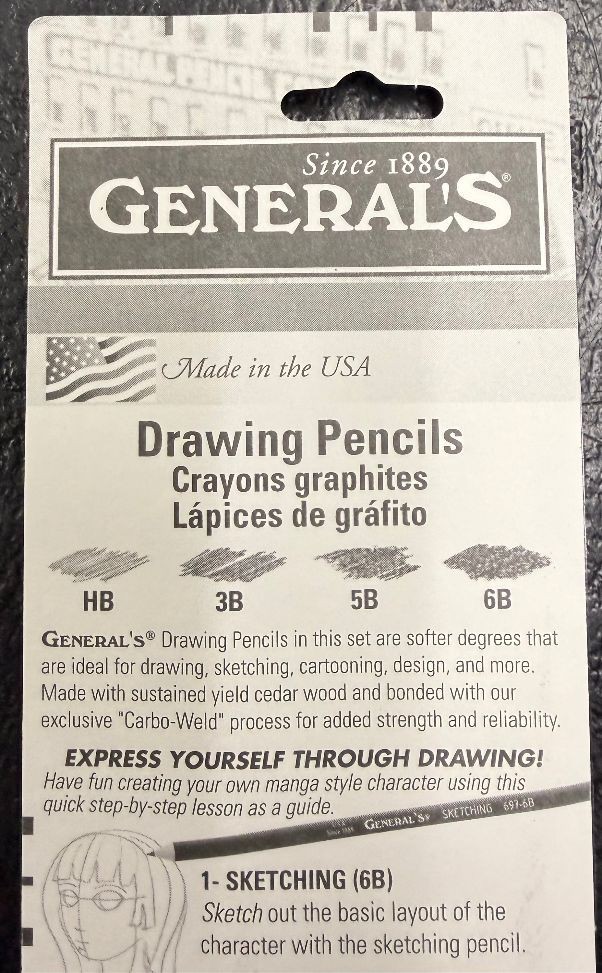 GENERAL PENCIL CO
Since 1889
GENERAL'S®
Made in the USA
Drawing Pencils
Crayons graphites
Lápices de gráfito
HB 3B 5B 6B
GENERAL'S® Drawing Pencils in this set are softer degrees that
are ideal for drawing, sketching, cartooning, design, and more.
Made with sustained yield cedar wood and bonded with our
exclusive "Carbo-Weld" process for added strength and reliability.
EXPRESS YOURSELF THROUGH DRAWING!
Have fun creating your own manga style character using this
quick step-by-step lesson as a guide.
Since 1889 GENERAL'S® SKETCHING 697-6B
1- SKETCHING (6B)
Sketch out the basic layout of the
character with the sketching pencil.